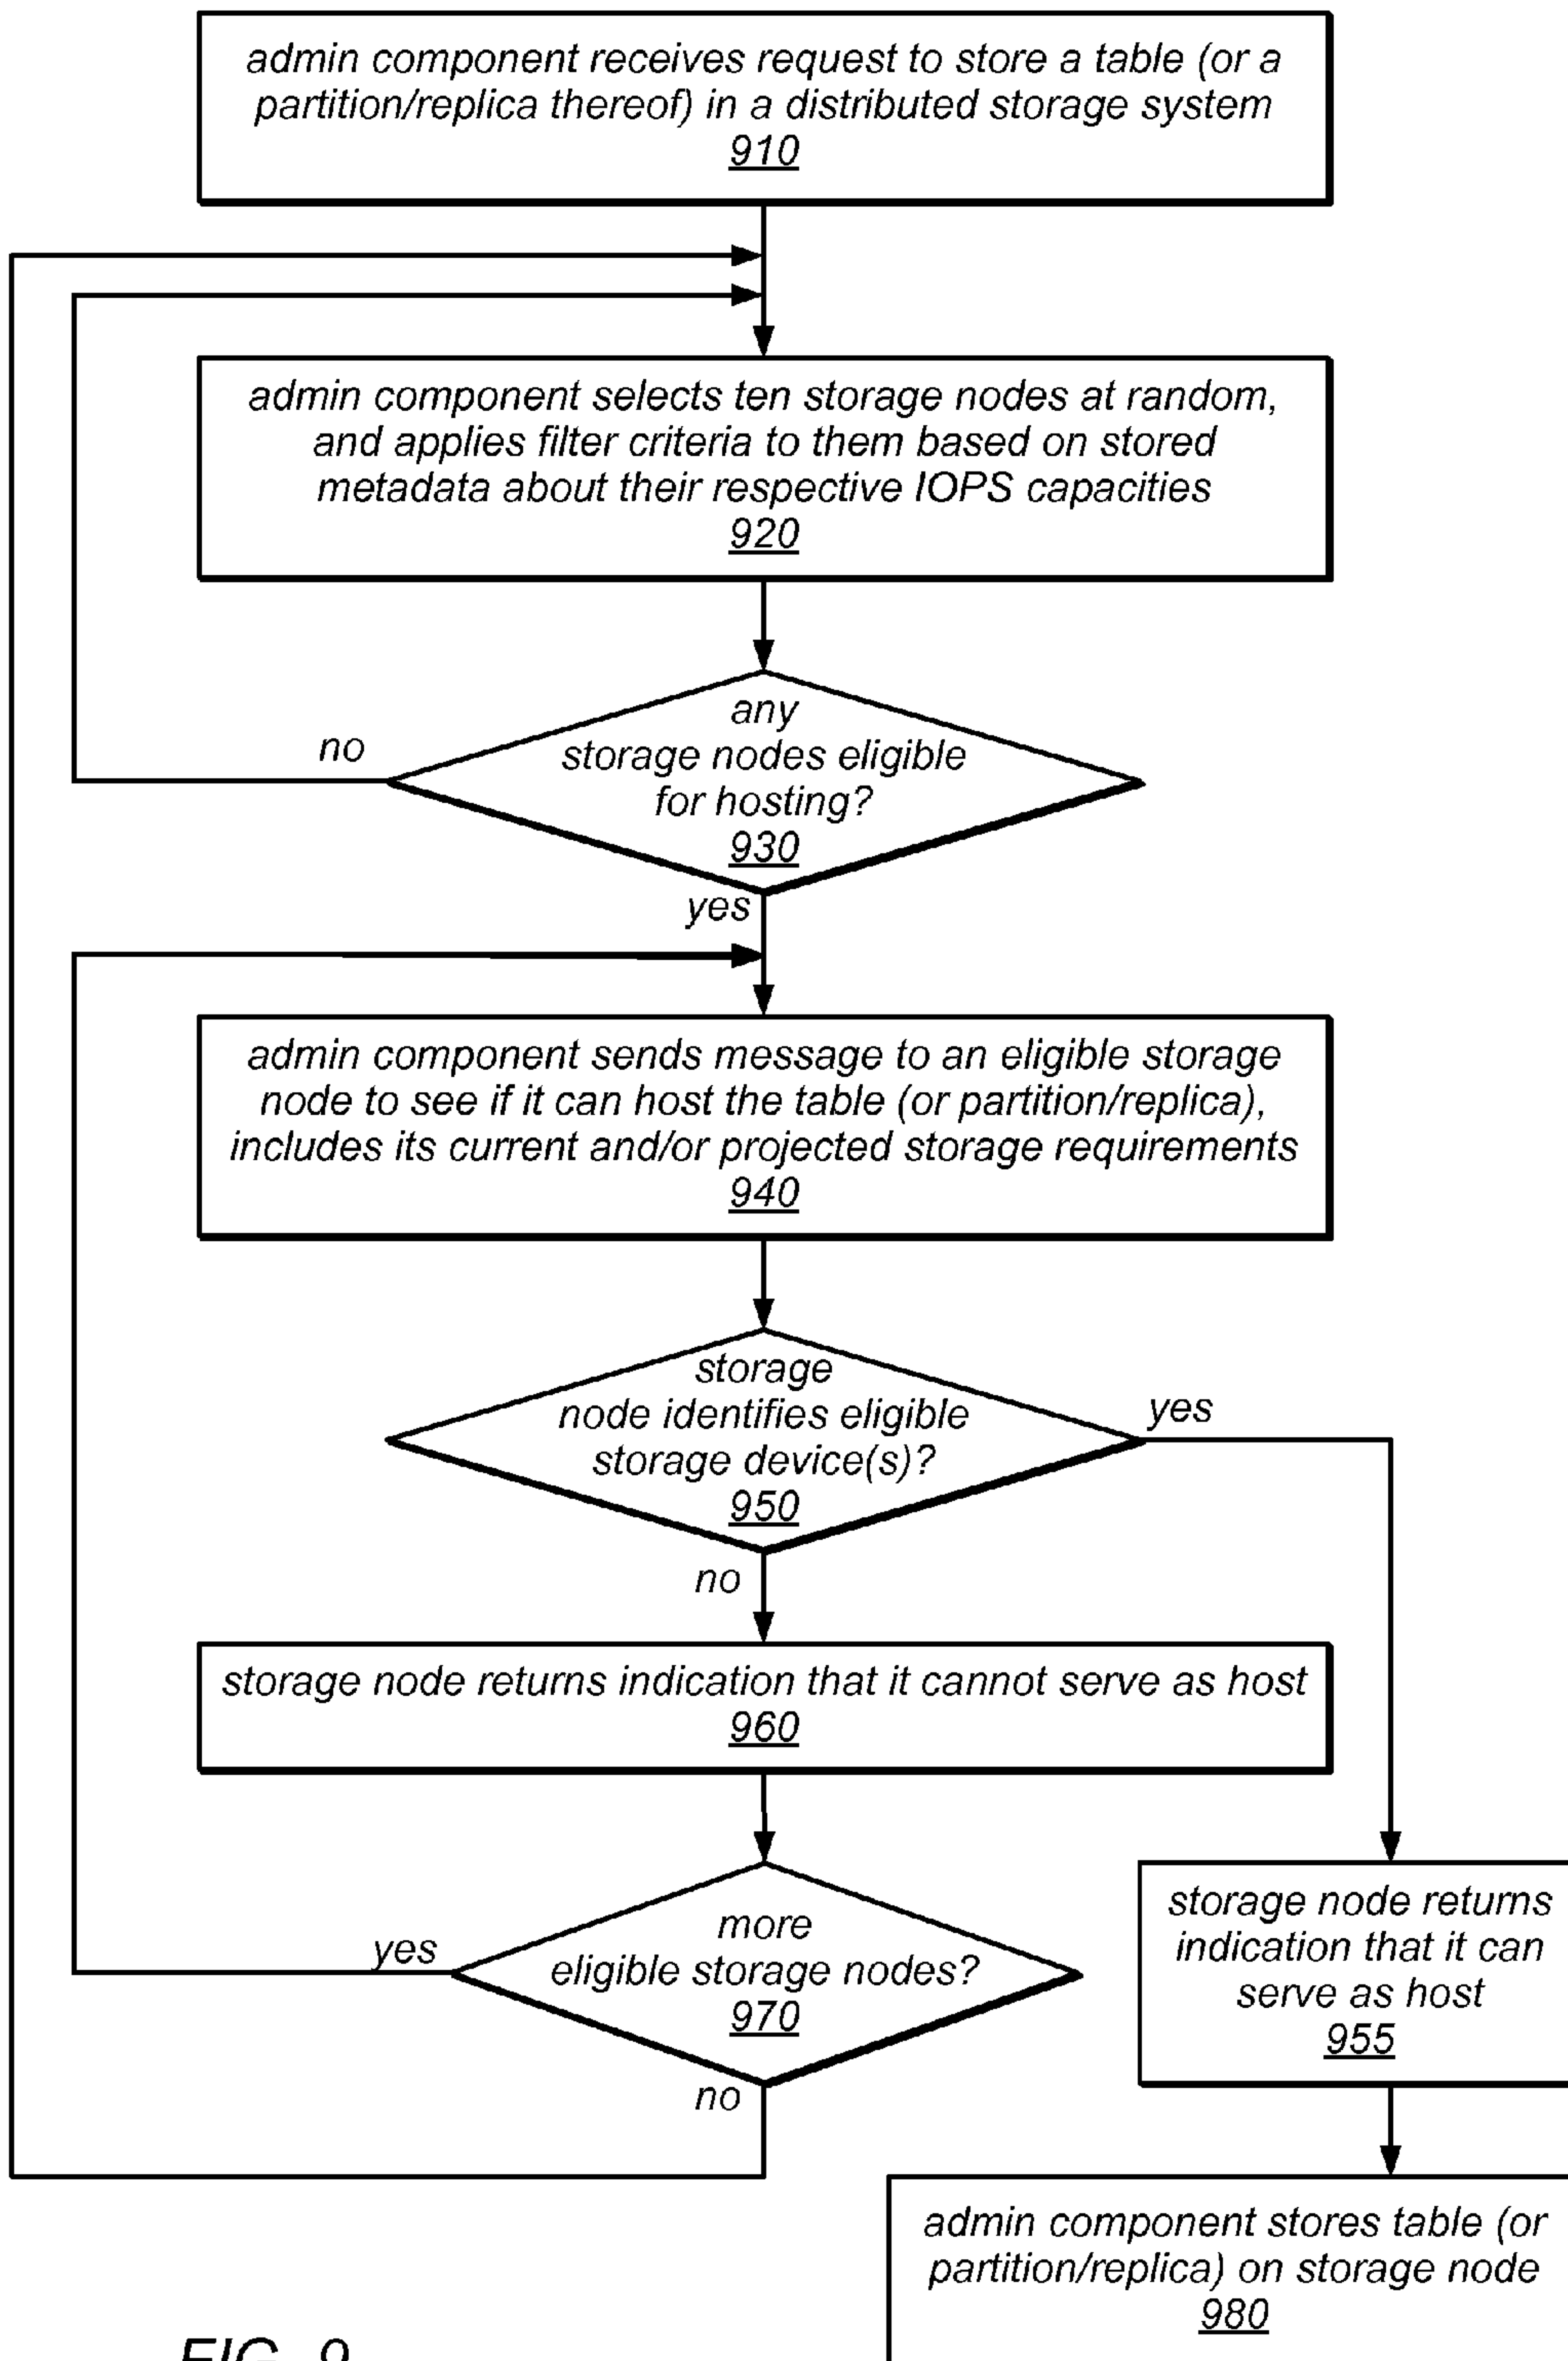 admin component receives request to store a table (or a
partition/replica thereof) in a distributed storage system
910
admin component selects ten storage nodes at random,
and applies filter criteria to them based on stored
metadata about their respective IOPS capacities
920
any
storage nodes eligible
for hosting?
930
no
yes
admin component sends message to an eligible storage
node to see if it can host the table (or partition/replica),
includes its current and/or projected storage requirements
940
storage
node identifies eligible
storage device(s)?
950
yes
no
storage node returns indication that it cannot serve as host
960
more
eligible storage nodes?
970
yes
no
storage node returns
indication that it can
serve as host
955
admin component stores table (or
partition/replica) on storage node
980
FIG. 9